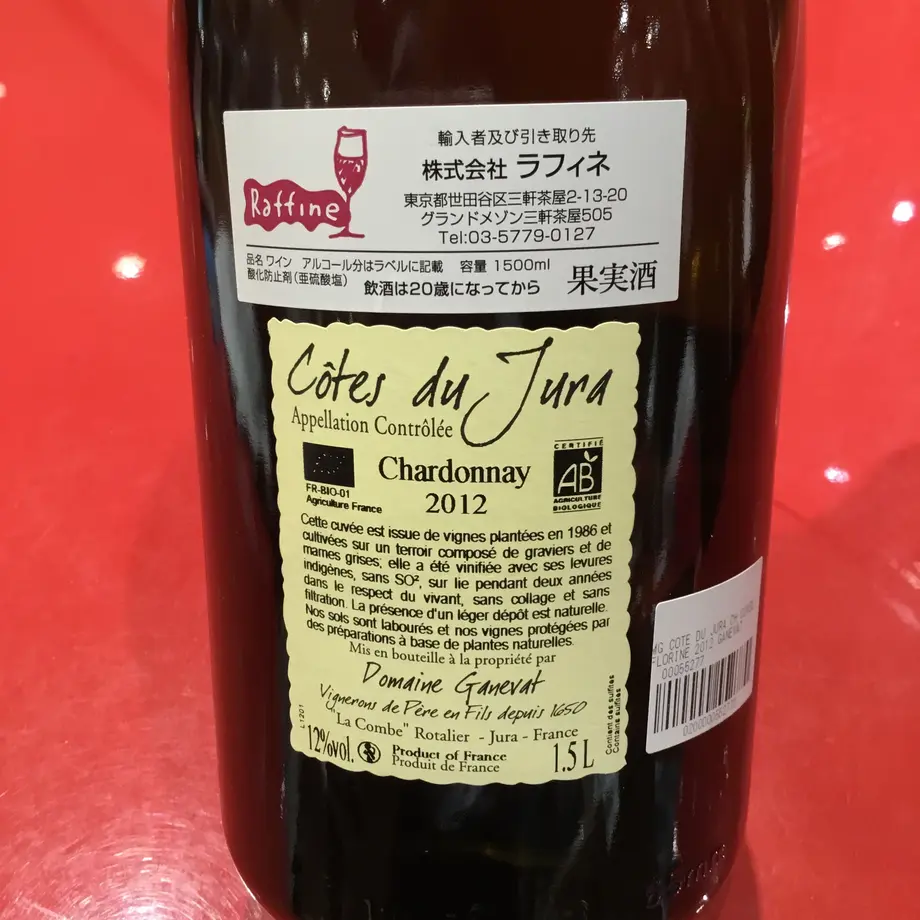 Raffine
輸入者及び引き取り先
株式会社 ラフィネ
東京都世田谷区三軒茶屋2-13-20
グランドメゾン三軒茶屋505
Tel:03-5779-0127
品名 ワイン アルコール分はラベルに記載 容量 1500ml
酸化防止剤(亜硫酸塩) 飲酒は20歳になってから 果実酒
Côtes du Jura
Appellation Contrôlée
FR-BIO-01
Agriculture France
Chardonnay
2012
CERTIFIÉ
AB
AGRICULTURE
BIOLOGIQUE
Cette cuvée est issue de vignes plantées en 1986 et
cultivées sur un terroir composé de graviers et de
marnes grises; elle a été vinifiée avec ses levures
indigènes, sans SO², sur lie pendant deux années
dans le respect du vivant, sans collage et sans
filtration. La présence d'un léger dépôt est naturelle.
Nos sols sont labourés et nos vignes protégées par
des préparations à base de plantes naturelles.
Mis en bouteille à la propriété par
Domaine Ganevat
Vignerons de Père en Fils depuis 1650
"La Combe" Rotalier - Jura - France
L1201
12%vol.
Product of France
Produit de France
1.5 L
Contient des sulfites
Contains sulfites
MG COTE DU JURA CH
FLORINE 2012 GANEVAT
00055277